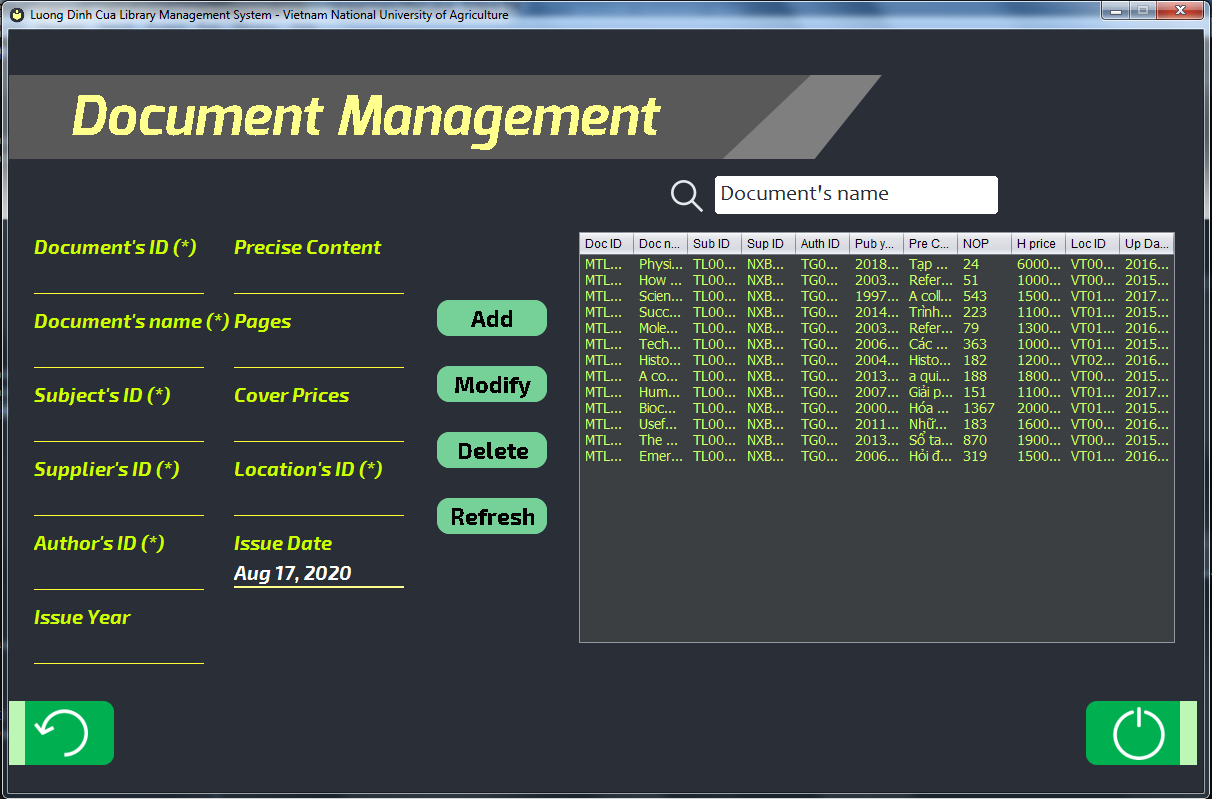 Luong Dinh Cua Library Management System - Vietnam National University of Agriculture
Document Management
Document's name
Document's ID (*) Precise Content
Document's name (*) Pages
Subject's ID (*) Cover Prices
Supplier's ID (*) Location's ID (*)
Author's ID (*) Issue Date
Aug 17, 2020
Issue Year
Add
Modify
Delete
Refresh
Doc ID Doc n... Sub ID Sup ID Auth ID Pub y... Pre C... NOP H price Loc ID Up Da...
MTL... Physi... TL00... NXB... TG0... 2018... Tạp ... 24 6000... VT00... 2016...
MTL... How ... TL00... NXB... TG0... 2003... Refer... 51 1000... VT00... 2015...
MTL... Scien... TL00... NXB... TG0... 1997... A coll... 543 1500... VT01... 2017...
MTL... Succ... TL00... NXB... TG0... 2014... Trình... 223 1100... VT01... 2015...
MTL... Mole... TL00... NXB... TG0... 2003... Refer... 79 1300... VT01... 2016...
MTL... Tech... TL00... NXB... TG0... 2006... Các ... 363 1000... VT01... 2015...
MTL... Histo... TL00... NXB... TG0... 2004... Histo... 182 1200... VT02... 2016...
MTL... A co... TL00... NXB... TG0... 2013... a qui... 188 1800... VT00... 2015...
MTL... Hum... TL00... NXB... TG0... 2007... Giải p... 151 1100... VT01... 2017...
MTL... Bioc... TL00... NXB... TG0... 2000... Hóa ... 1367 2000... VT01... 2015...
MTL... Usef... TL00... NXB... TG0... 2011... Nhữ... 183 1600... VT00... 2016...
MTL... The ... TL00... NXB... TG0... 2013... Sổ ta... 870 1900... VT00... 2015...
MTL... Emer... TL00... NXB... TG0... 2006... Hỏi đ... 319 1500... VT01... 2016...